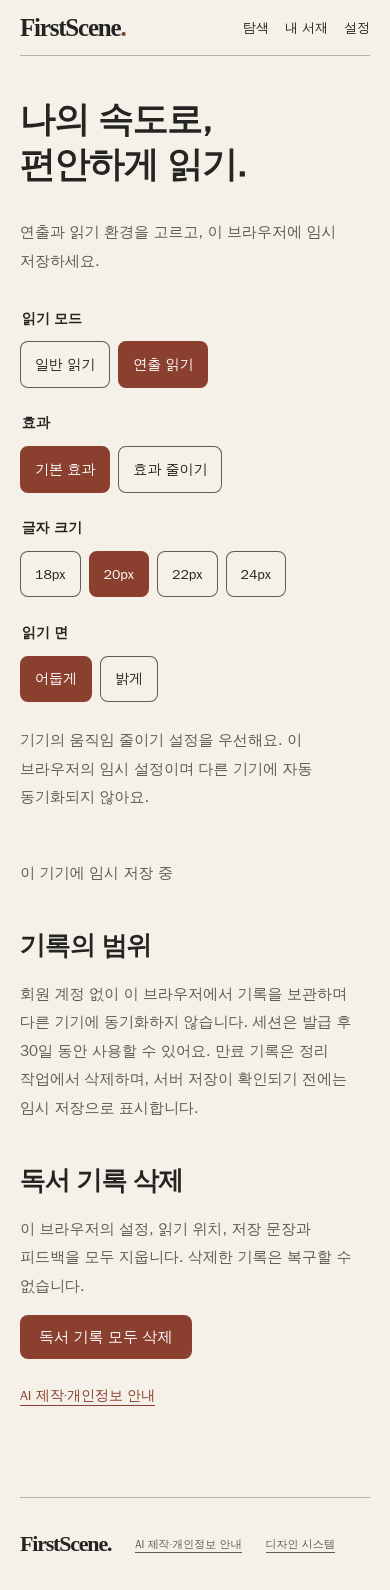 FirstScene.
탐색 내 서재 설정
나의 속도로,
편안하게 읽기.
연출과 읽기 환경을 고르고, 이 브라우저에 임시
저장하세요.
읽기 모드
일반 읽기 연출 읽기
효과
기본 효과 효과 줄이기
글자 크기
18px 20px 22px 24px
읽기 면
어둡게 밝게
기기의 움직임 줄이기 설정을 우선해요. 이
브라우저의 임시 설정이며 다른 기기에 자동
동기화되지 않아요.
이 기기에 임시 저장 중
기록의 범위
회원 계정 없이 이 브라우저에서 기록을 보관하며
다른 기기에 동기화하지 않습니다. 세션은 발급 후
30일 동안 사용할 수 있어요. 만료 기록은 정리
작업에서 삭제하며, 서버 저장이 확인되기 전에는
임시 저장으로 표시합니다.
독서 기록 삭제
이 브라우저의 설정, 읽기 위치, 저장 문장과
피드백을 모두 지웁니다. 삭제한 기록은 복구할 수
없습니다.
독서 기록 모두 삭제
AI 제작·개인정보 안내
FirstScene. AI 제작·개인정보 안내 디자인 시스템